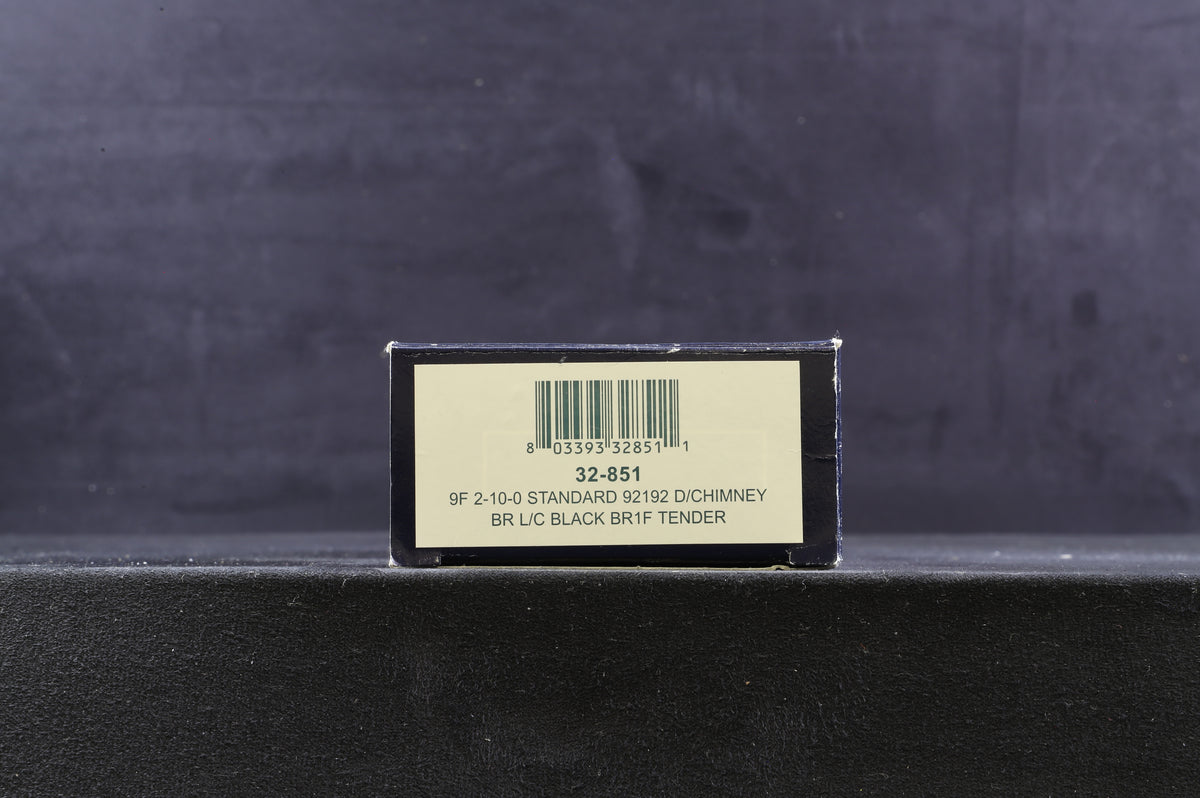 8 03393 32851 1
32-851
9F 2-10-0 STANDARD 92192 D/CHIMNEY
BR L/C BLACK BR1F TENDER